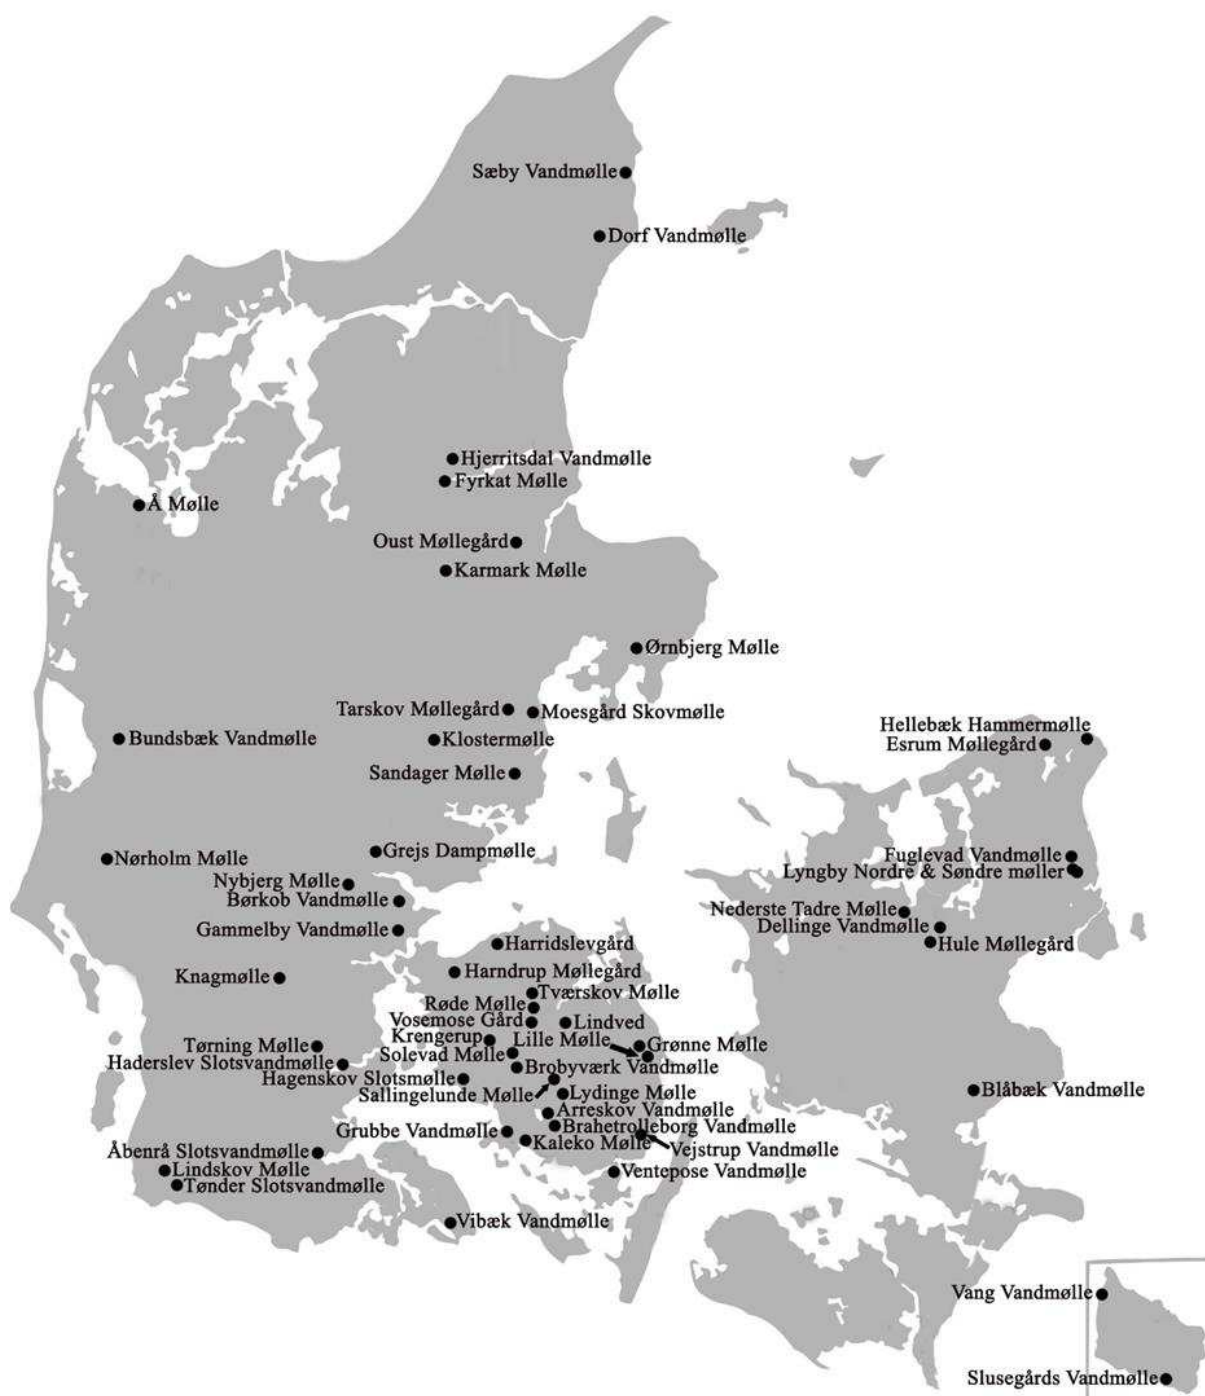 Sæby Vandmølle
Dorf Vandmølle
Hjerritsdal Vandmølle
Fyrkat Mølle
Å Mølle
Oust Møllegård
Karmark Mølle
Ørnbjerg Mølle
Tarskov Møllegård
Moesgård Skovmølle
Bundsbæk Vandmølle
Klostermølle
Hellebæk Hammermølle
Esrum Møllegård
Sandager Mølle
Grejs Dampmølle
Nørholm Mølle
Fuglevad Vandmølle
Lyngby Nordre & Søndre møller
Nybjerg Mølle
Børkob Vandmølle
Nederste Tadre Mølle
Dellinge Vandmølle
Gammelby Vandmølle
Harridslevgård
Hule Møllegård
Harndrup Møllegård
Knagmølle
Tværskov Mølle
Røde Mølle
Vosemose Gård
Lindved
Krengerup
Lille Mølle
Grønne Mølle
Tørning Mølle
Solevad Mølle
Haderslev Slotsvandmølle
Brobyværk Vandmølle
Hagenskov Slotsmølle
Sallingelunde Mølle
Lydinge Mølle
Blåbæk Vandmølle
Arreskov Vandmølle
Brahetrolleborg Vandmølle
Grubbe Vandmølle
Kaleko Mølle
Vejstrup Vandmølle
Åbenrå Slotsvandmølle
Lindskov Mølle
Ventepose Vandmølle
Tønder Slotsvandmølle
Vibæk Vandmølle
Vang Vandmølle
Slusegårds Vandmølle